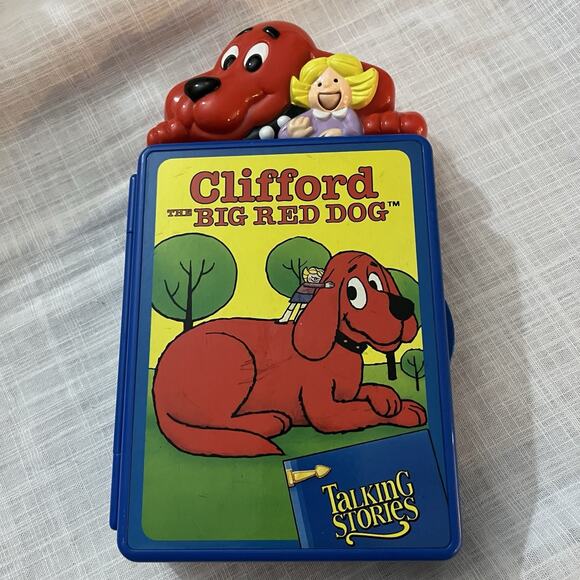 Clifford
THE BIG RED DOG™
TALKING
STORIES